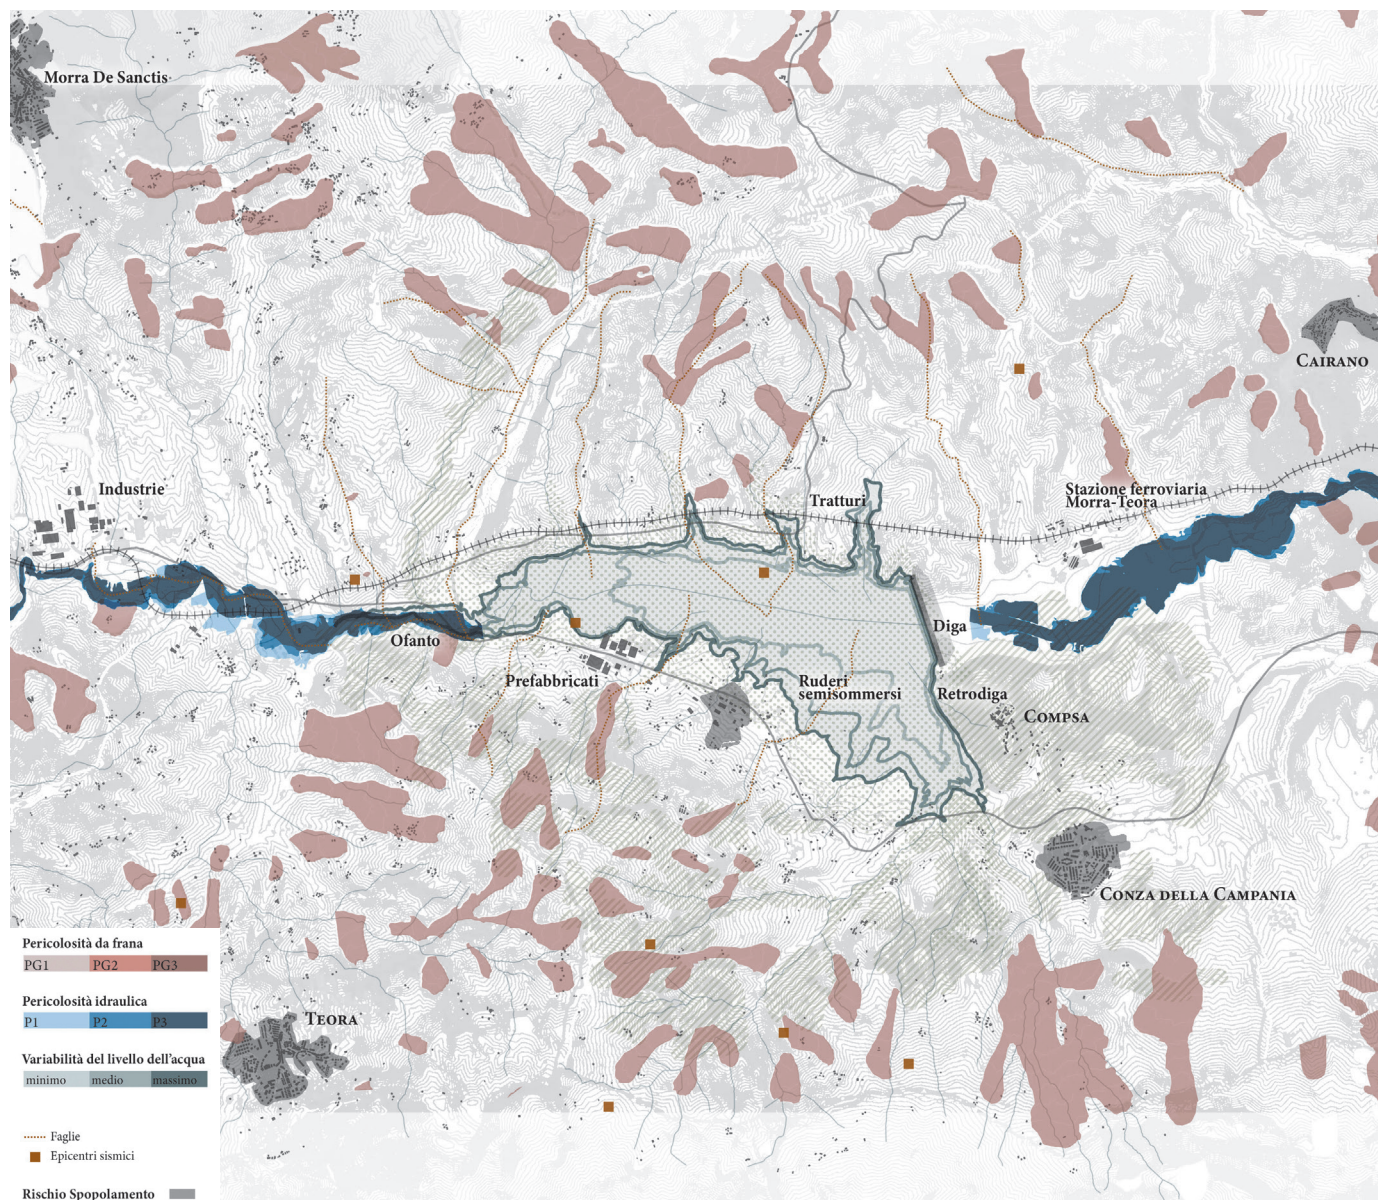 Morra De Sanctis
Cairano
Industrie
Tratturi
Stazione ferroviaria
Morra-Teora
Ofanto
Diga
Prefabbricati
Ruderi
semisommersi
Retrodiga
Compsa
Conza della Campania
Teora
Pericolosità da frana
PG1 PG2 PG3
Pericolosità idraulica
P1 P2 P3
Variabilità del livello dell'acqua
minimo medio massimo
Faglie
Epicentri sismici
Rischio Spopolamento